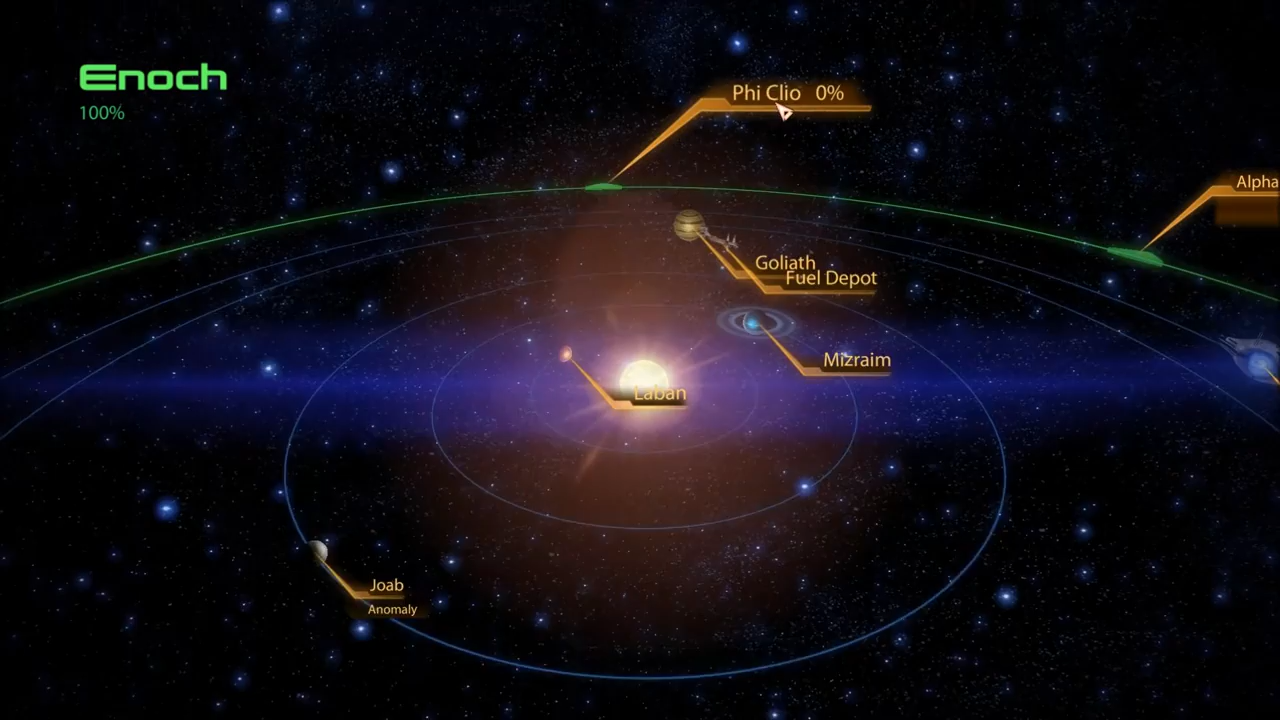 Enoch
100%
Phi Clio 0%
Alpha
Goliath
Fuel Depot
Mizraim
Laban
Joab
Anomaly